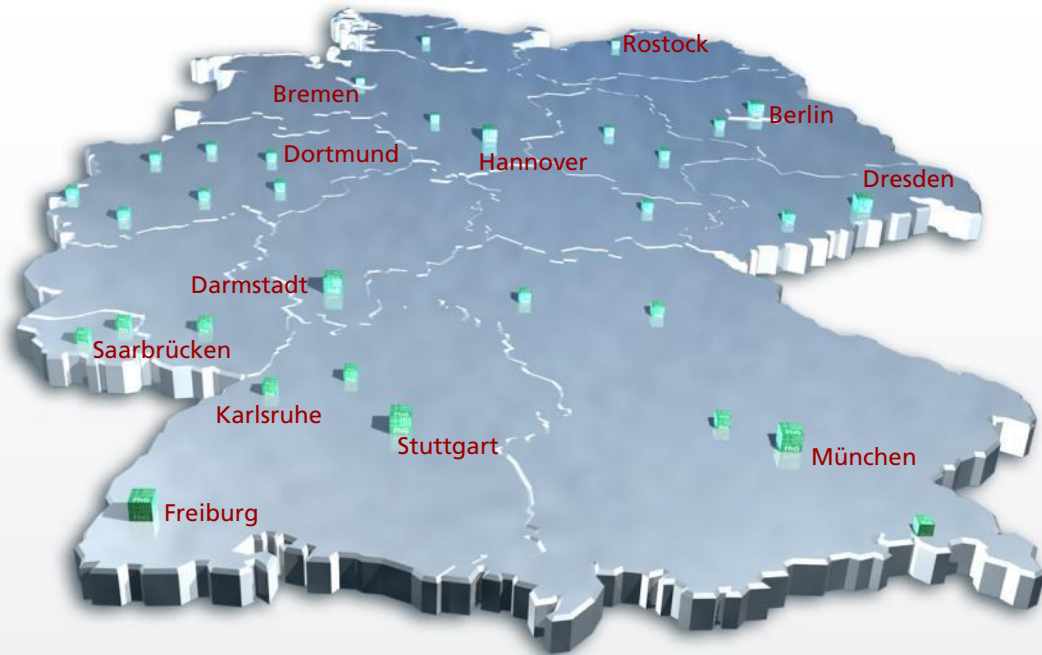 Rostock
Bremen
Berlin
Dortmund
Hannover
Dresden
Darmstadt
Saarbrücken
Karlsruhe
Stuttgart
München
Freiburg